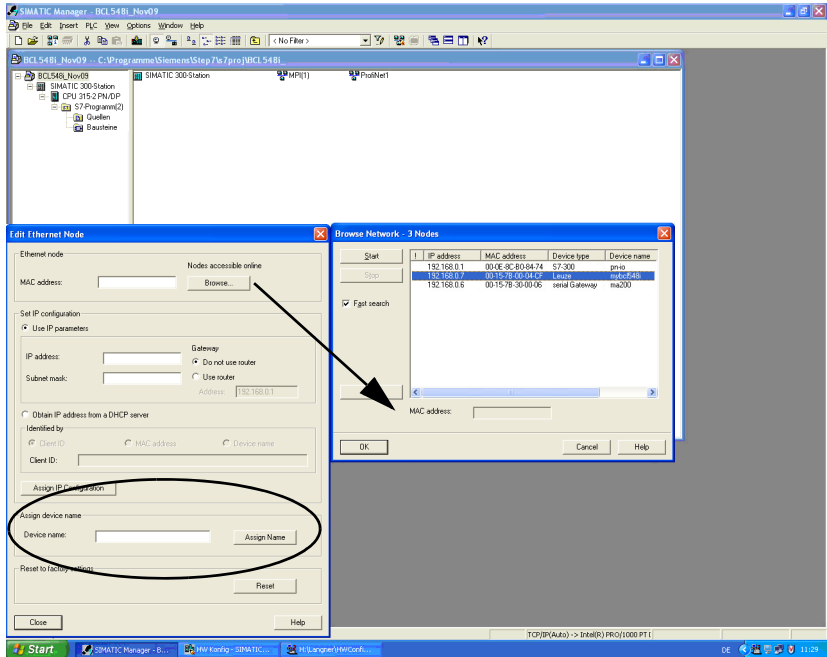 SIMATIC Manager - BCL548i_Nov09
File Edit Insert PLC View Options Window Help
< No Filter >
BCL548i_Nov09 -- C:\Programme\Siemens\Step7\s7proj\BCL548i_
BCL548i_Nov09
SIMATIC 300-Station
CPU 315-2 PN/DP
S7-Programm(2)
Quellen
Bausteine
SIMATIC 300-Station
MPI(1)
ProfiNet1
Edit Ethernet Node
Ethernet node
Nodes accessible online
MAC address:
Browse...
Set IP configuration
Use IP parameters
IP address:
Subnet mask:
Gateway
Do not use router
Use router
Address: 192.168.0.1
Obtain IP address from a DHCP server
Identified by
Client ID MAC address Device name
Client ID:
Assign IP Configuration
Assign device name
Device name:
Assign Name
Reset to factory settings
Reset
Close
Help
Browse Network - 3 Nodes
Start
Stop
Fast search
! IP address MAC address Device type Device name
192.168.0.1 00-0E-8C-B0-84-74 S7-300 pn-io
192.168.0.7 00-15-7B-00-04-CF Leuze mybcl548i
192.168.0.6 00-15-7B-30-00-06 serial Gateway ma200
MAC address:
OK
Cancel
Help
TCP/IP(Auto) -> Intel(R) PRO/1000 PT (
Start
SIMATIC Manager - B...
HW Konfig - SIMATIC...
M:\Langner\HWConfi...
DE
11:29